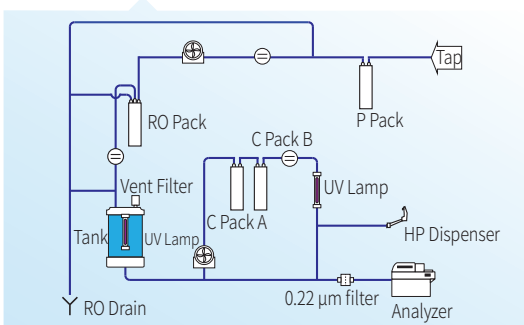 Tap
RO Pack
P Pack
C Pack B
Vent Filter
UV Lamp
C Pack A
Tank
UV Lamp
HP Dispenser
0.22 μm filter
RO Drain
Analyzer